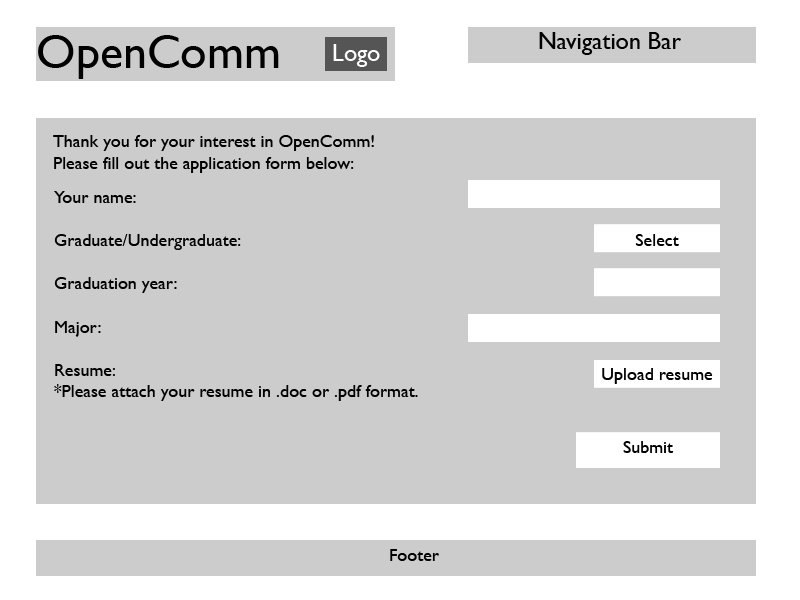 OpenComm
Logo
Navigation Bar
Thank you for your interest in OpenComm!
Please fill out the application form below:
Your name:
Graduate/Undergraduate:
Select
Graduation year:
Major:
Resume:
Upload resume
*Please attach your resume in .doc or .pdf format.
Submit
Footer